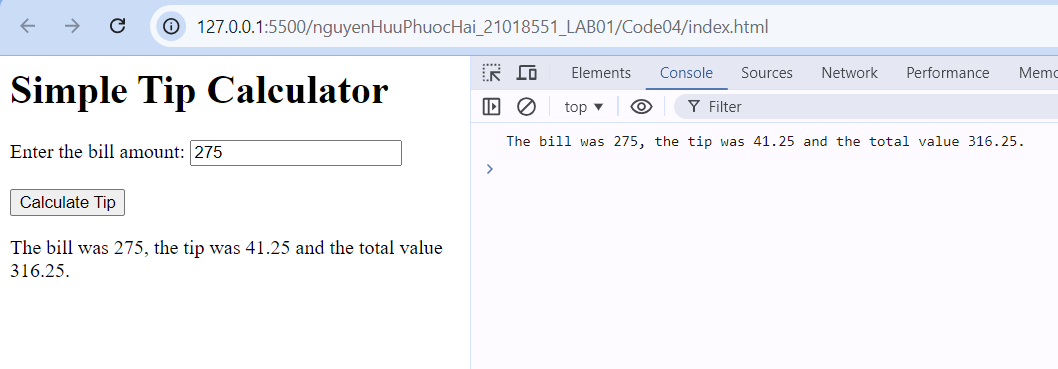 127.0.0.1:5500/nguyenHuuPhuocHai_21018551_LAB01/Code04/index.html
Simple Tip Calculator
Enter the bill amount: 275
Calculate Tip
The bill was 275, the tip was 41.25 and the total value
316.25.
Elements Console Sources Network Performance Memo
top Filter
The bill was 275, the tip was 41.25 and the total value 316.25.